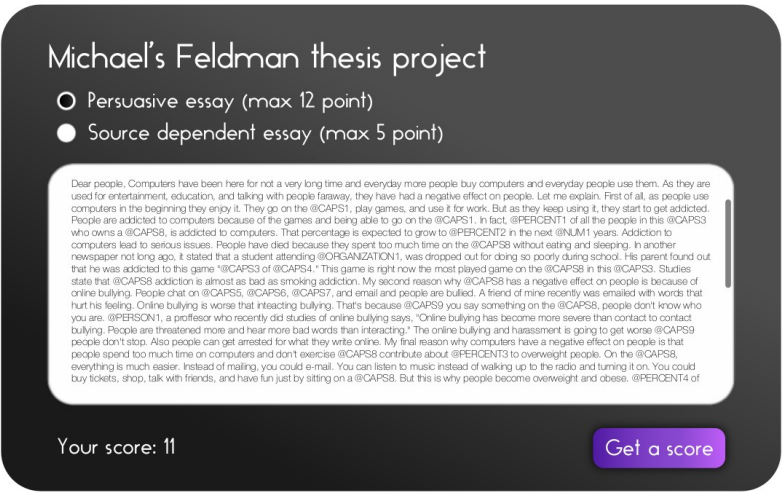 Michael's Feldman thesis project
Persuasive essay (max 12 point)
Source dependent essay (max 5 point)
Dear people, Computers have been here for not a very long time and everyday more people buy computers and everyday people use them. As they are
used for entertainment, education, and talking with people faraway, they have had a negative effect on people. Let me explain. First of all, as people use
computers in the beginning they enjoy it. They go on the @CAPS1, play games, and use it for work. But as they keep using it, they start to get addicted.
People are addicted to computers because of the games and being able to go on the @CAPS1. In fact, @PERCENT1 of all the people in this @CAPS3
who owns a @CAPS8, is addicted to computers. That percentage is expected to grow to @PERCENT2 in the next @NUM1 years. Addiction to
computers lead to serious issues. People have died because they spent too much time on the @CAPS8 without eating and sleeping. In another
newspaper not long ago, it stated that a student attending @ORGANIZATION1, was dropped out for doing so poorly during school. His parent found out
that he was addicted to this game "@CAPS3 of @CAPS4." This game is right now the most played game on the @CAPS8 in this @CAPS3. Studies
state that @CAPS8 addiction is almost as bad as smoking addiction. My second reason why @CAPS8 has a negative effect on people is because of
online bullying. People chat on @CAPS5, @CAPS6, @CAPS7, and email and people are bullied. A friend of mine recently was emailed with words that
hurt his feeling. Online bullying is worse that inteacting bullying. That's because @CAPS9 you say something on the @CAPS8, people don't know who
you are. @PERSON1, a proffesor who recently did studies of online bullying says, "Online bullying has become more severe than contact to contact
bullying. People are threatened more and hear more bad words than interacting." The online bullying and harassment is going to get worse @CAPS9
people don't stop. Also people can get arrested for what they write online. My final reason why computers have a negative effect on people is that
people spend too much time on computers and don't exercise @CAPS8 contribute about @PERCENT3 to overweight people. On the @CAPS8,
everything is much easier. Instead of mailing, you could e-mail. You can listen to music instead of walking up to the radio and turning it on. You could
buy tickets, shop, talk with friends, and have fun just by sitting on a @CAPS8. But this is why people become overweight and obese. @PERCENT4 of
Your score: 11
Get a score